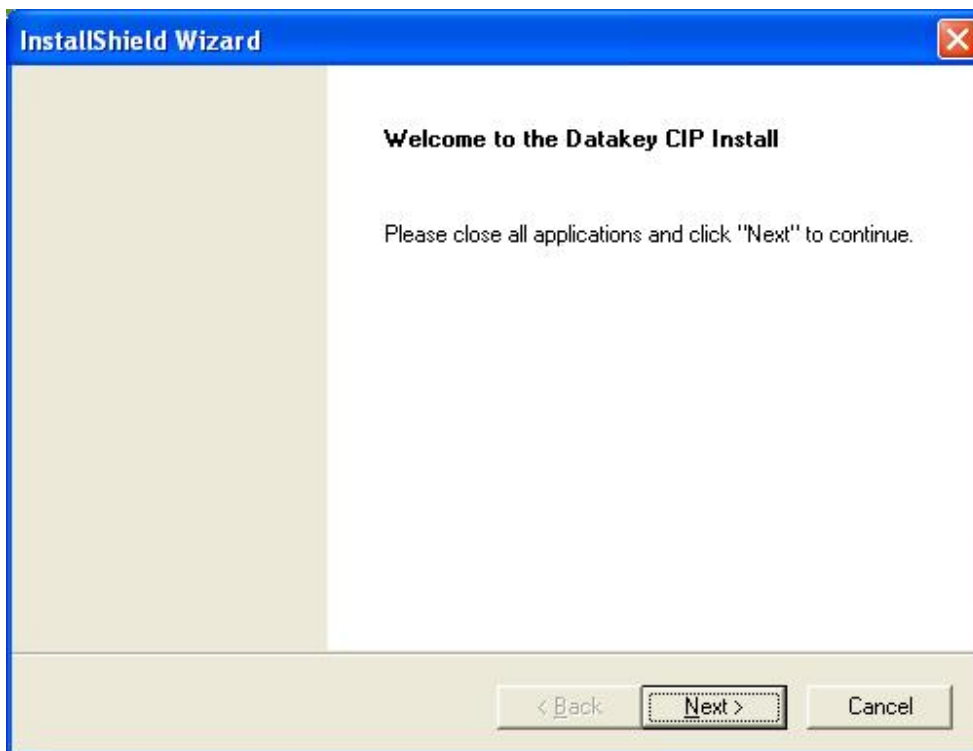 InstallShield Wizard
Welcome to the Datakey CIP Install
Please close all applications and click "Next" to continue.
< Back
Next >
Cancel